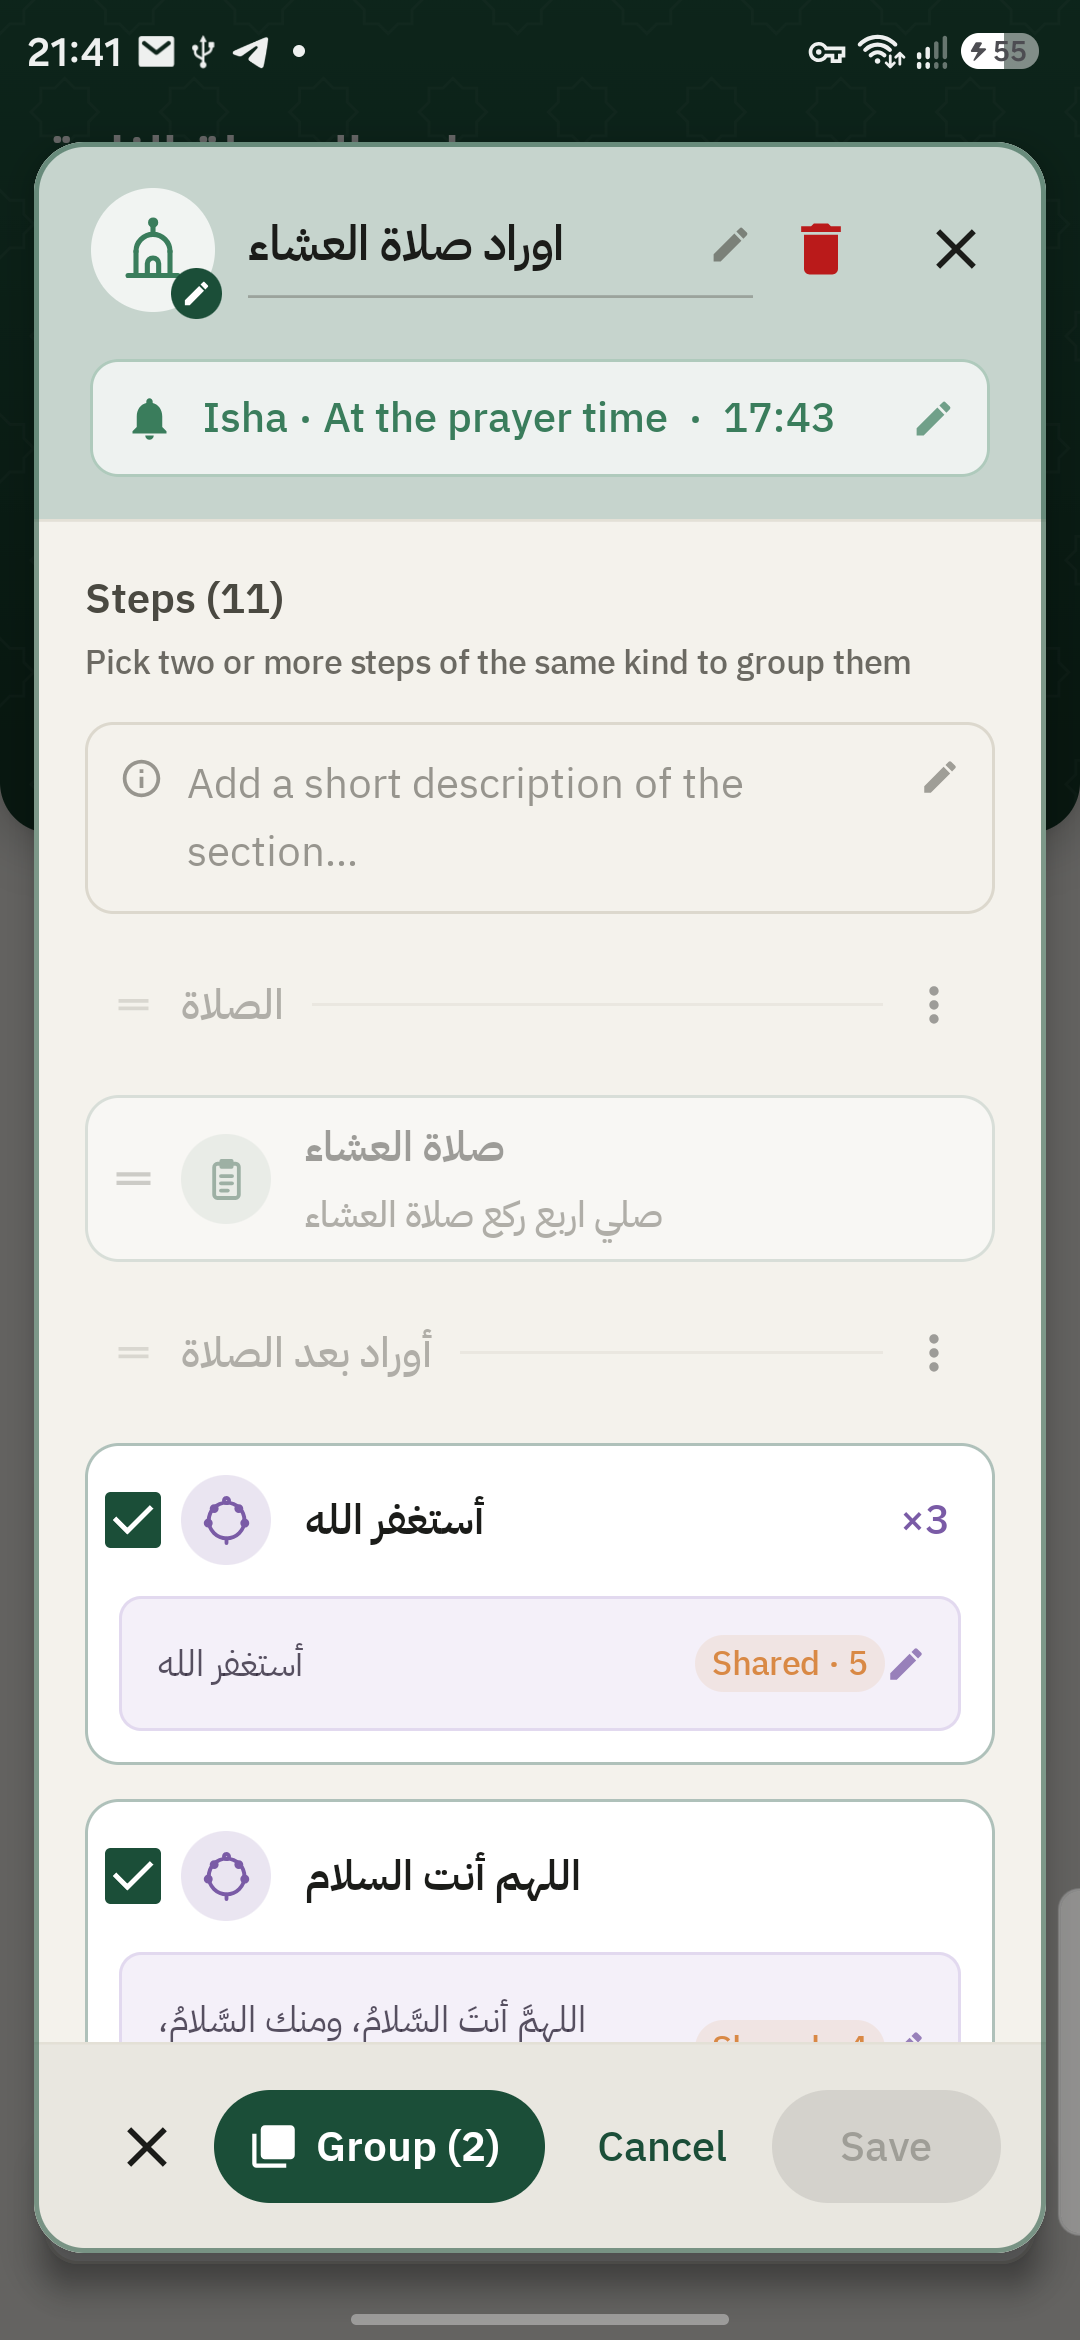 21:41
55
اوراد صلاة العشاء
Isha · At the prayer time · 17:43
Steps (11)
Pick two or more steps of the same kind to group them
Add a short description of the
section...
الصلاة
صلاة العشاء
صلي اربع ركع صلاة العشاء
أوراد بعد الصلاة
أستغفر الله
×3
أستغفر الله
Shared · 5
اللهم أنت السلام
اللهمَّ أنتَ السَّلامُ، ومنك السَّلامُ،
Shared · 4
Group (2)
Cancel
Save